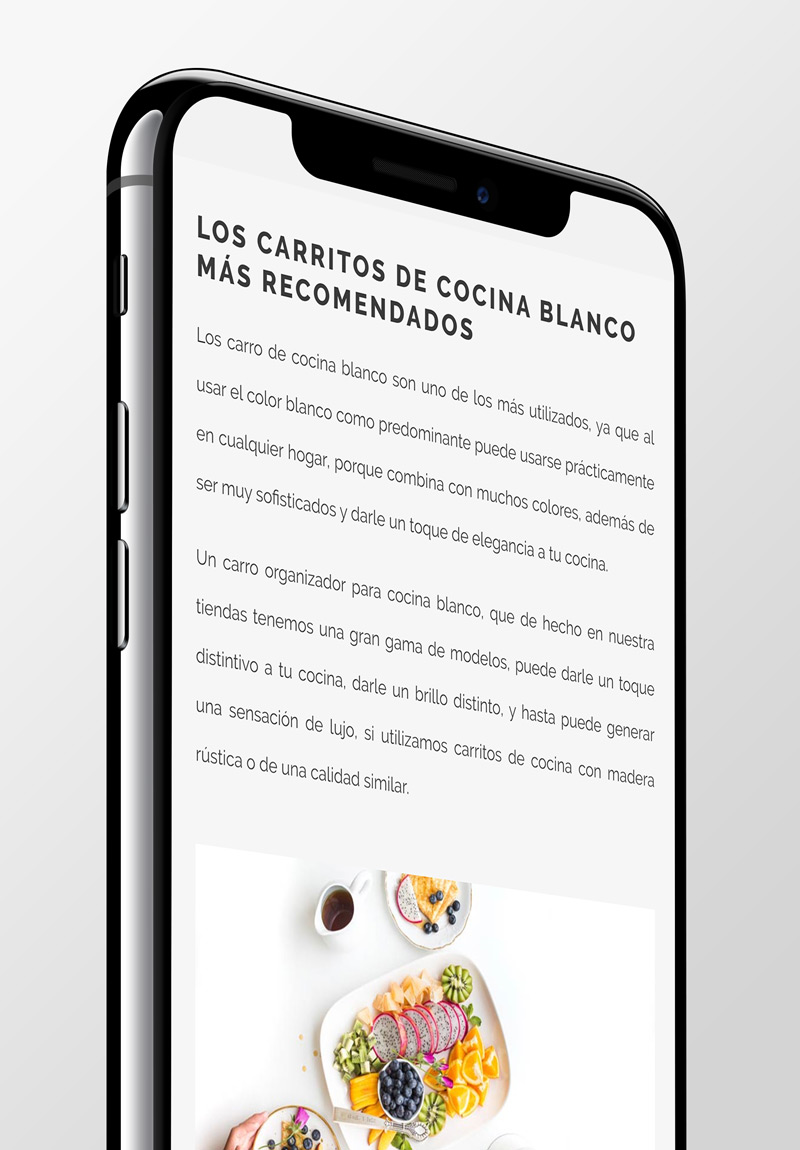 LOS CARRITOS DE COCINA BLANCO
MÁS RECOMENDADOS
Los carro de cocina blanco son uno de los más utilizados, ya que al
usar el color blanco como predominante puede usarse prácticamente
en cualquier hogar, porque combina con muchos colores, además de
ser muy sofisticados y darle un toque de elegancia a tu cocina.
Un carro organizador para cocina blanco, que de hecho en nuestra
tiendas tenemos una gran gama de modelos, puede darle un toque
distintivo a tu cocina, darle un brillo distinto, y hasta puede generar
una sensación de lujo, si utilizamos carritos de cocina con madera
rústica o de una calidad similar.